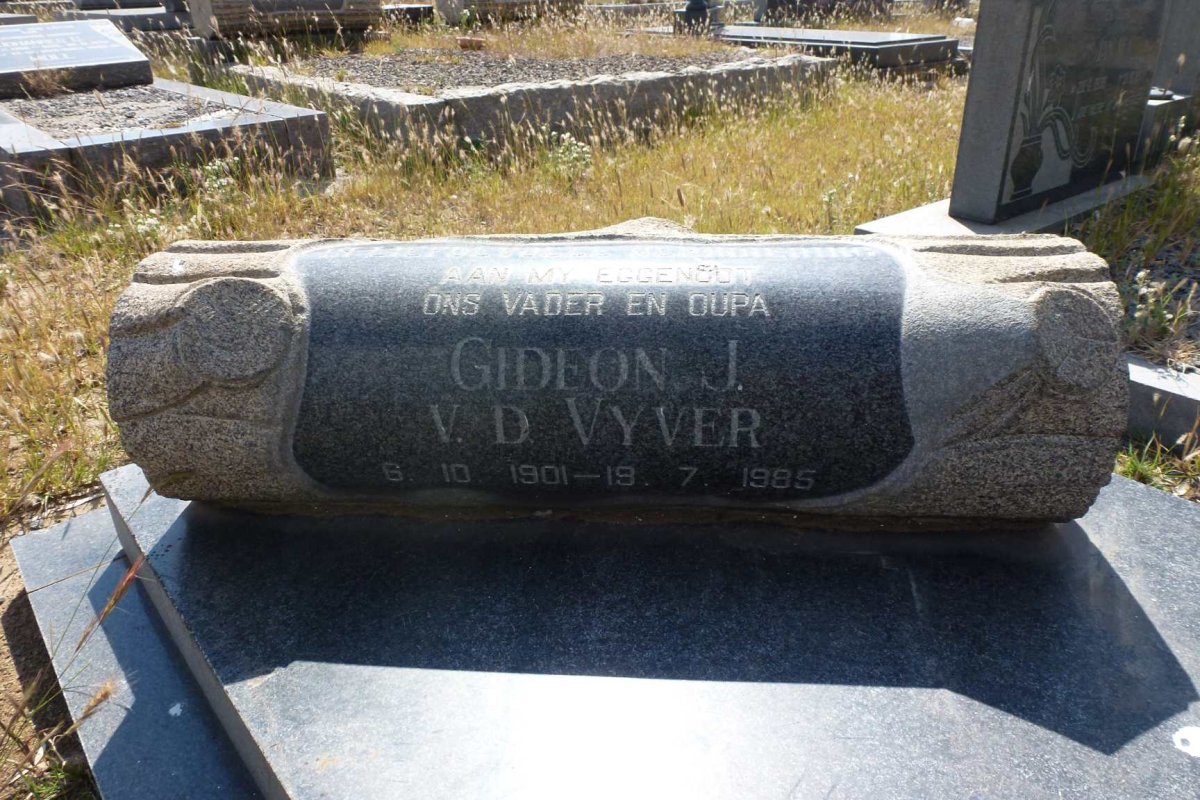 AAN MY EGGENOOT
ONS VADER EN OUPA
GIDEON J.
V. D. VYVER
6. 10 1901—19. 7. 1985